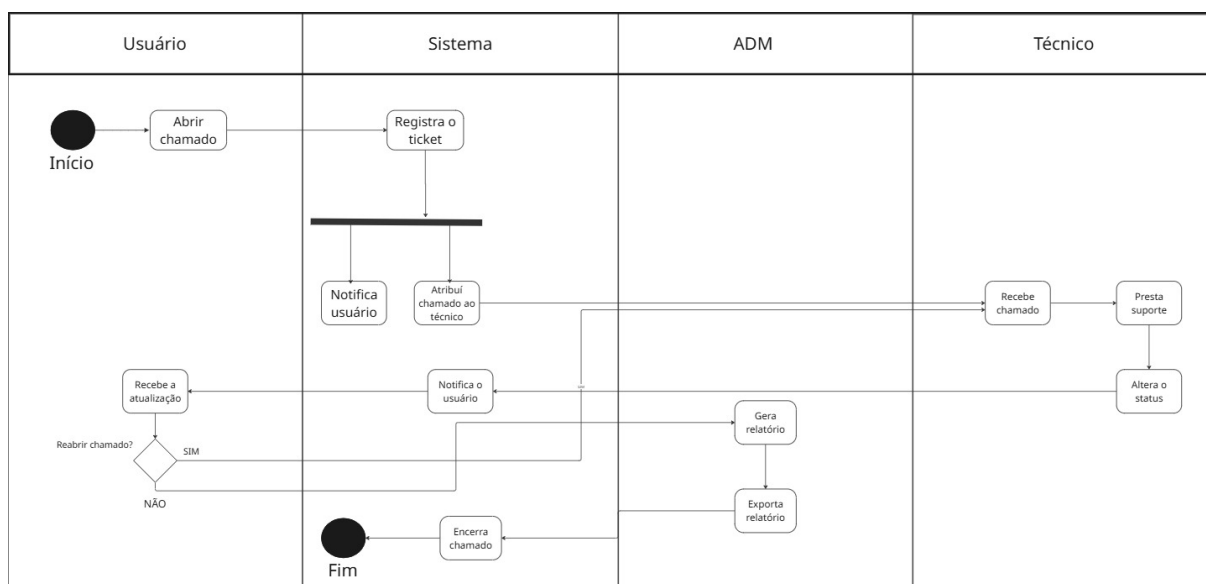 Usuário
Sistema
ADM
Técnico
Início
Abrir
chamado
Registra o
ticket
Notifica
usuário
Atribuí
chamado ao
técnico
Recebe
chamado
Presta
suporte
Recebe a
atualização
Notifica o
usuário
Altera o
status
Gera
relatório
Reabrir chamado?
SIM
NÃO
Exporta
relatório
Encerra
chamado
Fim